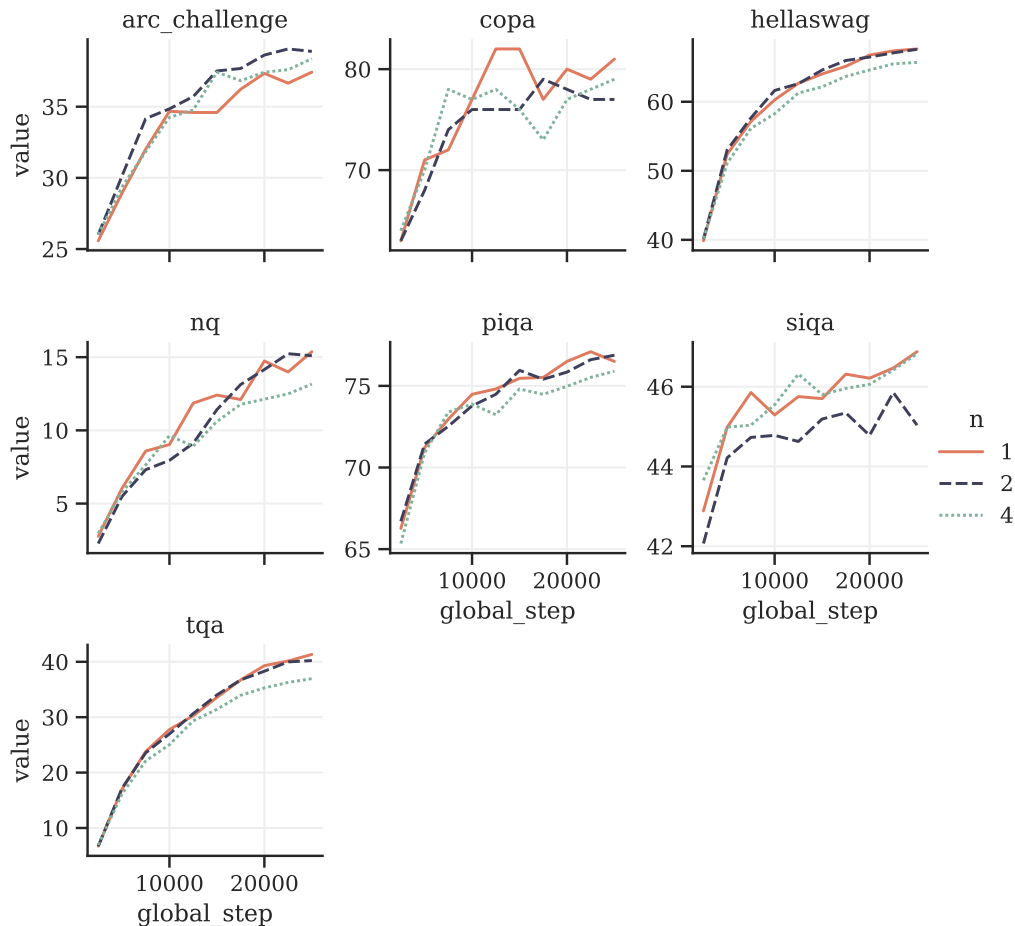 arc_challenge
copa
hellaswag
value
35
30
25
80
70
60
50
40
nq
piqa
siqa
value
15
10
5
75
70
65
46
44
42
10000 20000
global_step
10000 20000
global_step
n
1
2
4
tqa
value
40
30
20
10
10000 20000
global_step